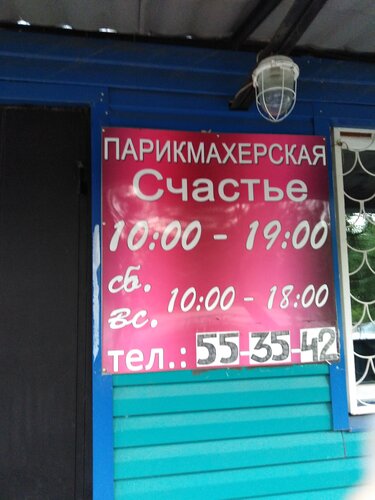 ПАРИКМАХЕРСКАЯ
Счастье
10:00 - 19:00
сб.
10:00 - 18:00
вс.
тел.: 55-35-42